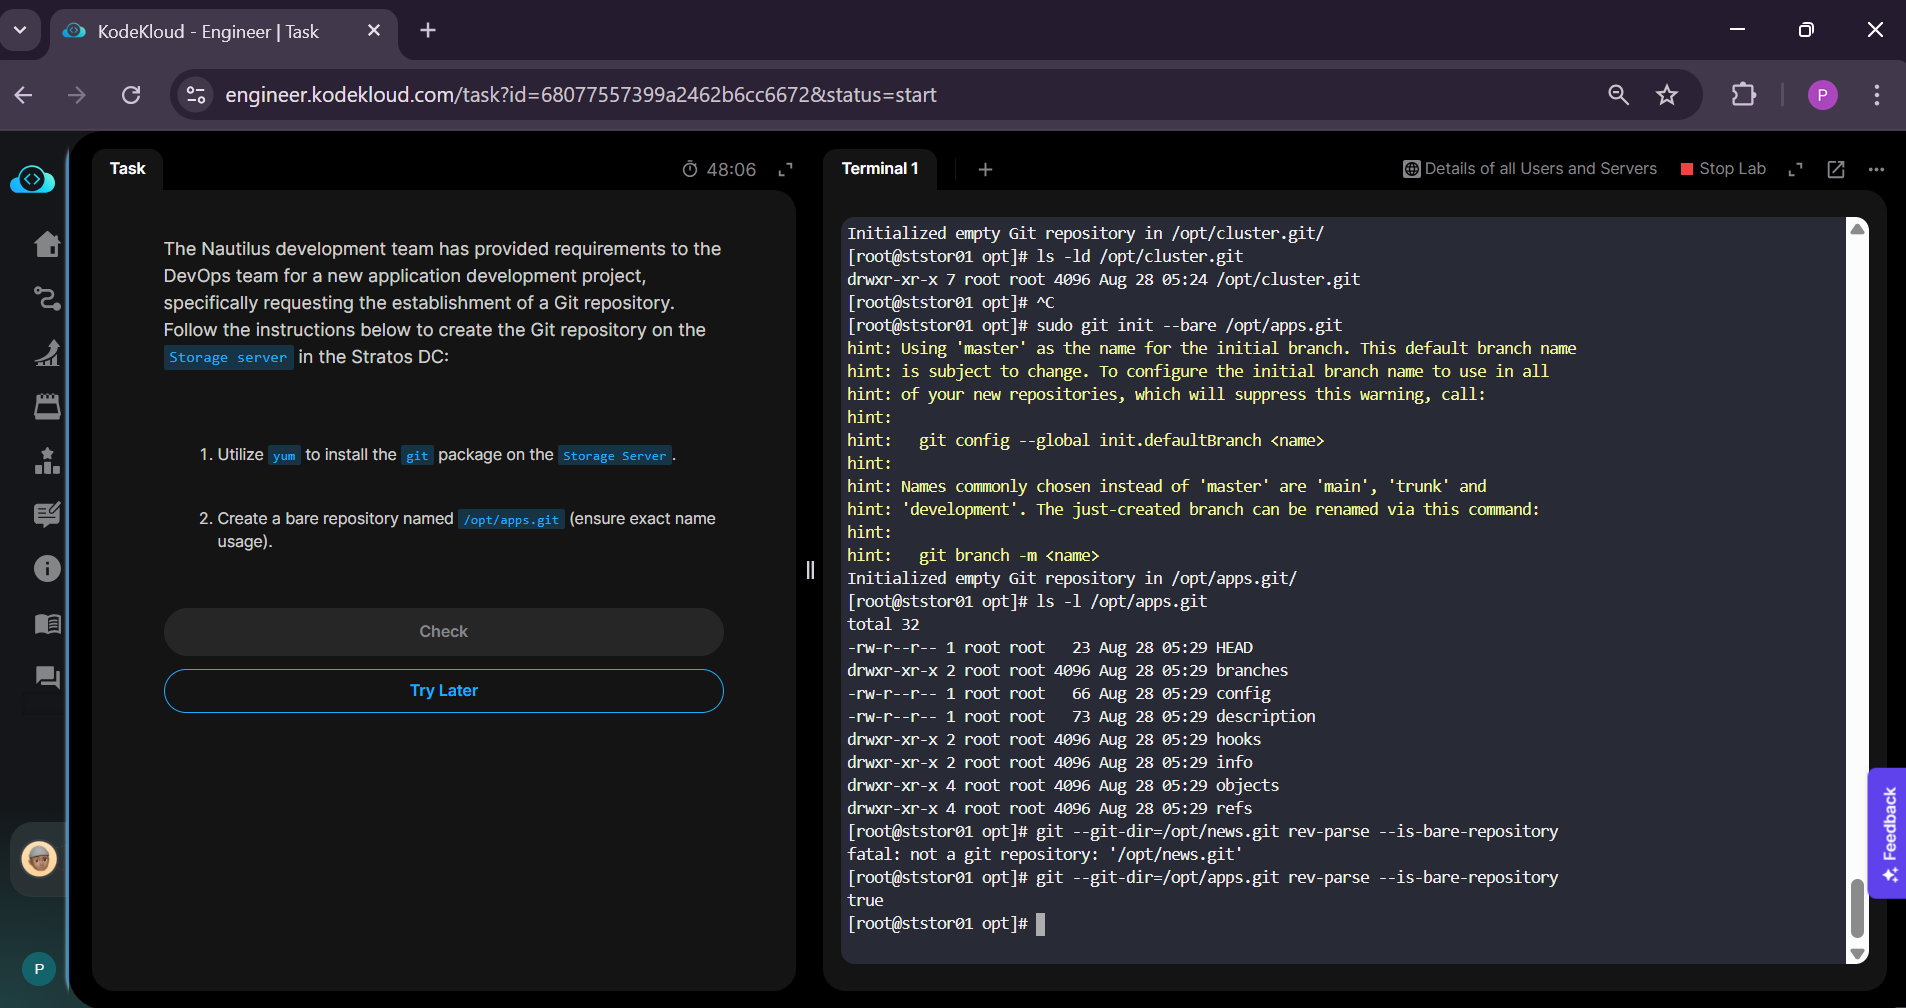 KodeKloud - Engineer | Task
engineer.kodekloud.com/task?id=68077557399a2462b6cc6672&status=start
P
Task
48:06
The Nautilus development team has provided requirements to the
DevOps team for a new application development project,
specifically requesting the establishment of a Git repository.
Follow the instructions below to create the Git repository on the
Storage server in the Stratos DC:
1. Utilize yum to install the git package on the Storage Server.
2. Create a bare repository named /opt/apps.git (ensure exact name
usage).
Check
Try Later
P
Terminal 1
Details of all Users and Servers
Stop Lab
Initialized empty Git repository in /opt/cluster.git/
[root@ststor01 opt]# ls -ld /opt/cluster.git
drwxr-xr-x 7 root root 4096 Aug 28 05:24 /opt/cluster.git
[root@ststor01 opt]# ^C
[root@ststor01 opt]# sudo git init --bare /opt/apps.git
hint: Using 'master' as the name for the initial branch. This default branch name
hint: is subject to change. To configure the initial branch name to use in all
hint: of your new repositories, which will suppress this warning, call:
hint:
hint:   git config --global init.defaultBranch <name>
hint:
hint: Names commonly chosen instead of 'master' are 'main', 'trunk' and
hint: 'development'. The just-created branch can be renamed via this command:
hint:
hint:   git branch -m <name>
Initialized empty Git repository in /opt/apps.git/
[root@ststor01 opt]# ls -l /opt/apps.git
total 32
-rw-r--r-- 1 root root   23 Aug 28 05:29 HEAD
drwxr-xr-x 2 root root 4096 Aug 28 05:29 branches
-rw-r--r-- 1 root root   66 Aug 28 05:29 config
-rw-r--r-- 1 root root   73 Aug 28 05:29 description
drwxr-xr-x 2 root root 4096 Aug 28 05:29 hooks
drwxr-xr-x 2 root root 4096 Aug 28 05:29 info
drwxr-xr-x 4 root root 4096 Aug 28 05:29 objects
drwxr-xr-x 4 root root 4096 Aug 28 05:29 refs
[root@ststor01 opt]# git --git-dir=/opt/news.git rev-parse --is-bare-repository
fatal: not a git repository: '/opt/news.git'
[root@ststor01 opt]# git --git-dir=/opt/apps.git rev-parse --is-bare-repository
true
[root@ststor01 opt]#
Feedback